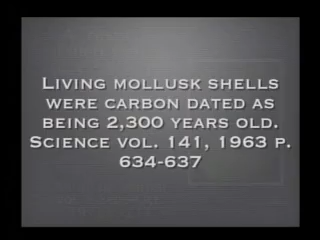 Living mollusk shells
were carbon dated as
being 2,300 years old.
Science vol. 141, 1963 p.
634-637